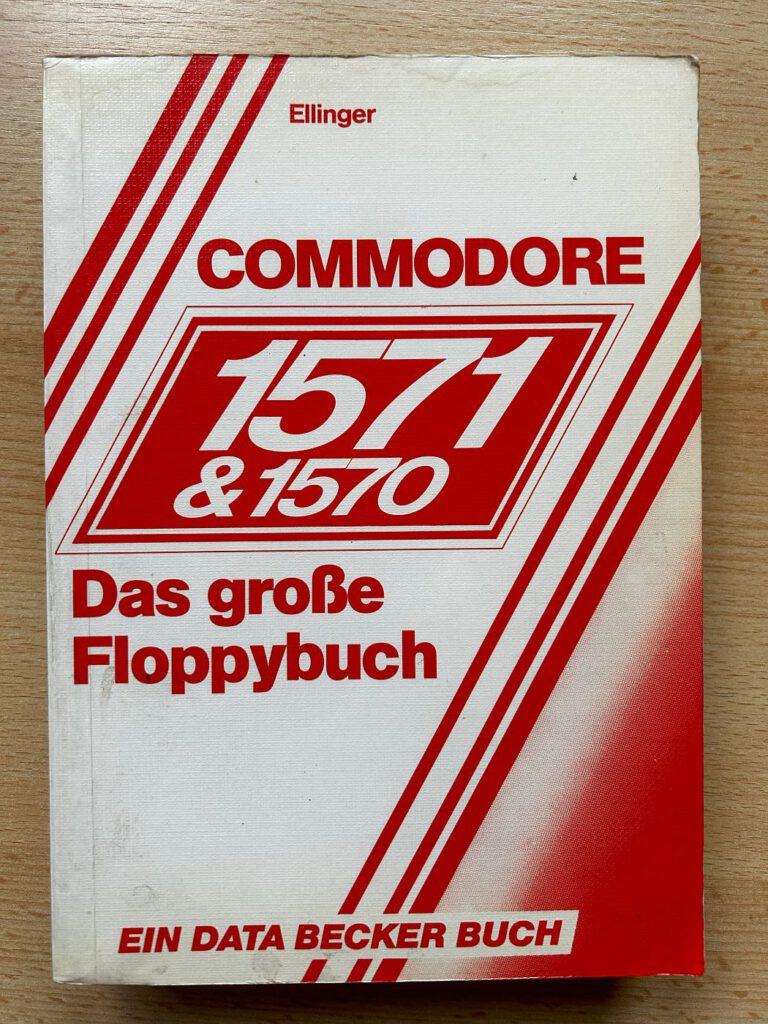 Ellinger
COMMODORE
1571
& 1570
Das große
Floppybuch
EIN DATA BECKER BUCH